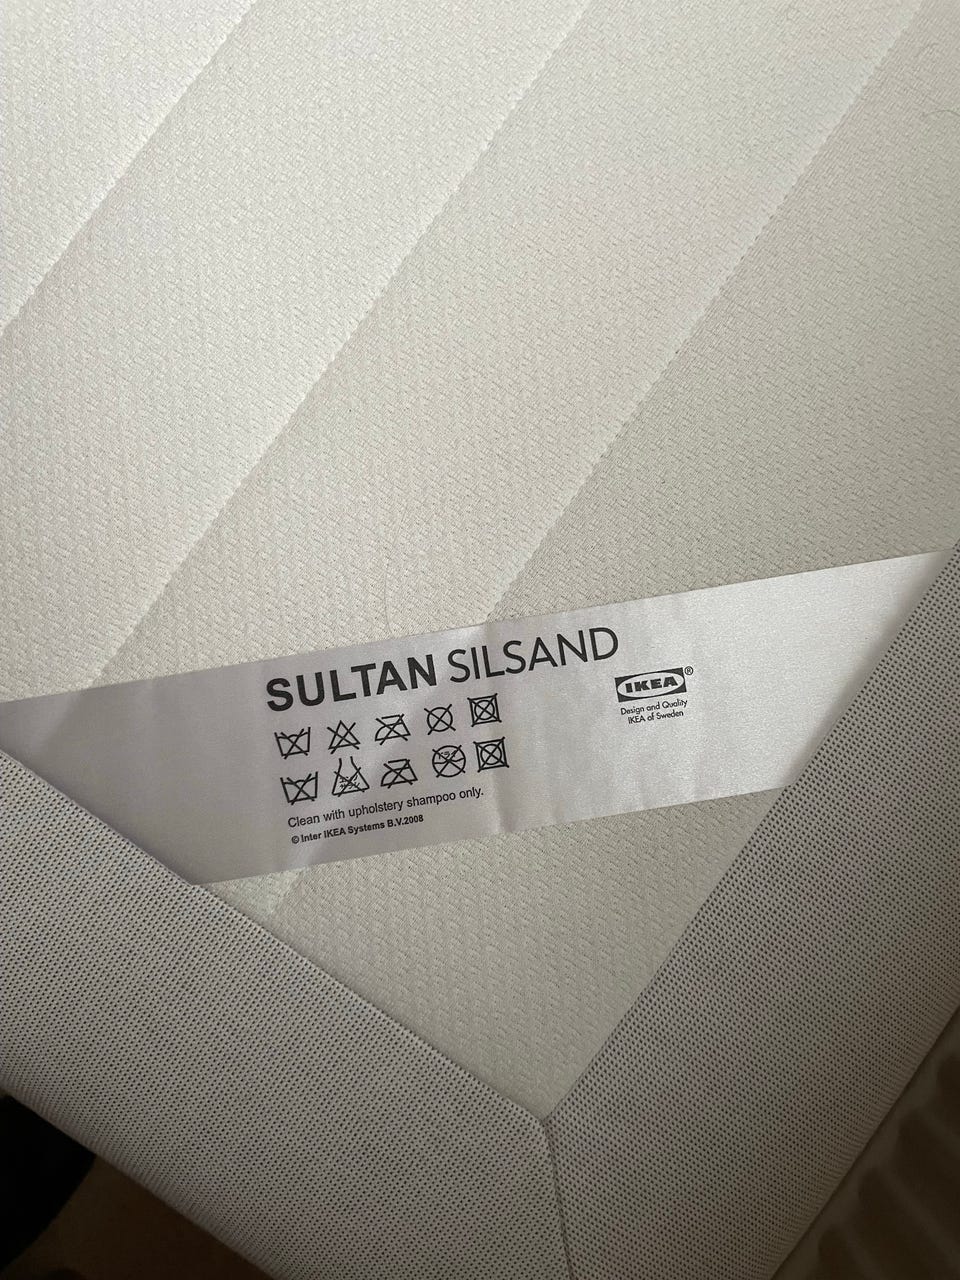 SULTAN SILSAND
IKEA®
Design and Quality
IKEA of Sweden
Clean with upholstery shampoo only.
© Inter IKEA Systems B.V.2008